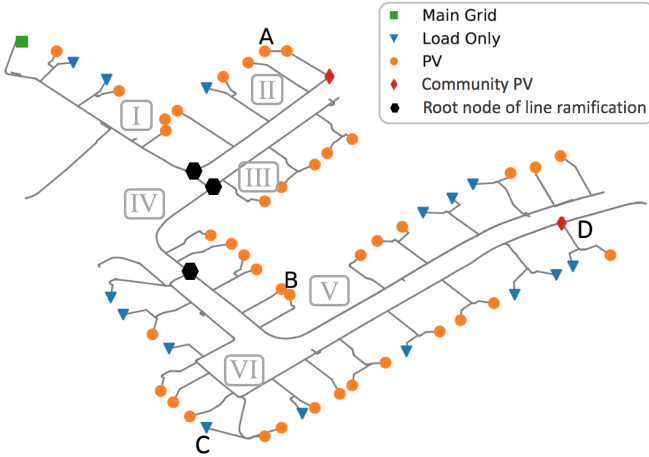 Main Grid
Load Only
PV
Community PV
Root node of line ramification
A
II
I
III
IV
D
B
V
VI
C